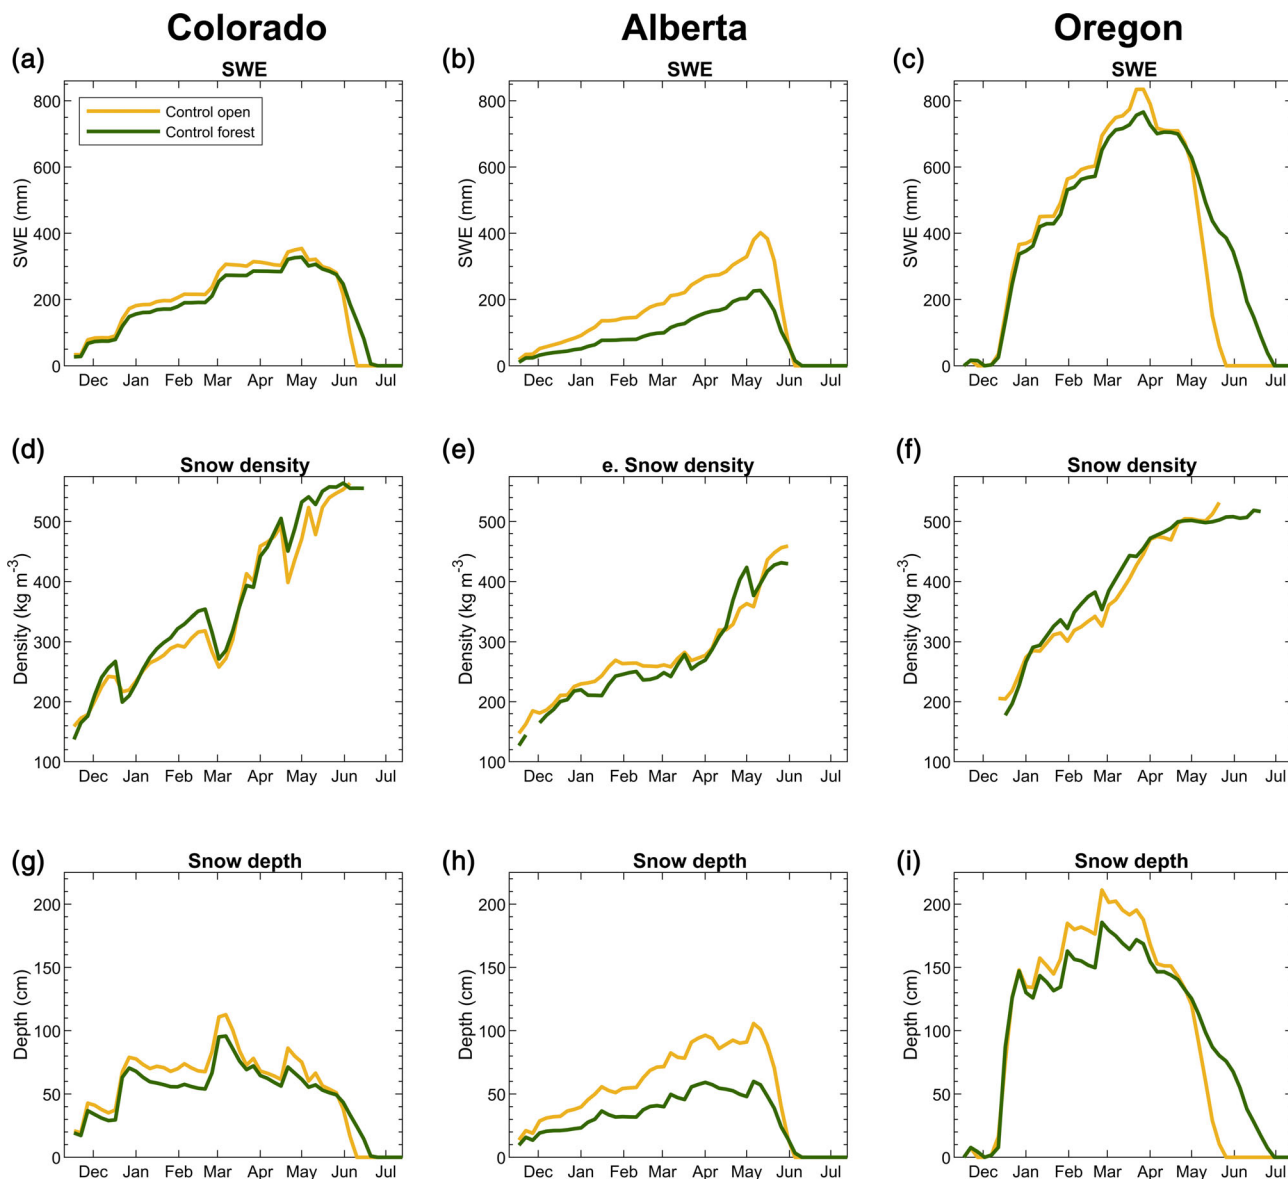 Colorado
Alberta
Oregon
(a)
SWE
Control open
Control forest
SWE (mm)
800
600
400
200
0
Dec Jan Feb Mar Apr May Jun Jul
(b)
SWE
SWE (mm)
800
600
400
200
0
Dec Jan Feb Mar Apr May Jun Jul
(c)
SWE
SWE (mm)
800
600
400
200
0
Dec Jan Feb Mar Apr May Jun Jul
(d)
Snow density
Density (kg m-3)
500
400
300
200
100
Dec Jan Feb Mar Apr May Jun Jul
(e)
e. Snow density
Density (kg m-3)
500
400
300
200
100
Dec Jan Feb Mar Apr May Jun Jul
(f)
Snow density
Density (kg m-3)
500
400
300
200
100
Dec Jan Feb Mar Apr May Jun Jul
(g)
Snow depth
Depth (cm)
200
150
100
50
0
Dec Jan Feb Mar Apr May Jun Jul
(h)
Snow depth
Depth (cm)
200
150
100
50
0
Dec Jan Feb Mar Apr May Jun Jul
(i)
Snow depth
Depth (cm)
200
150
100
50
0
Dec Jan Feb Mar Apr May Jun Jul